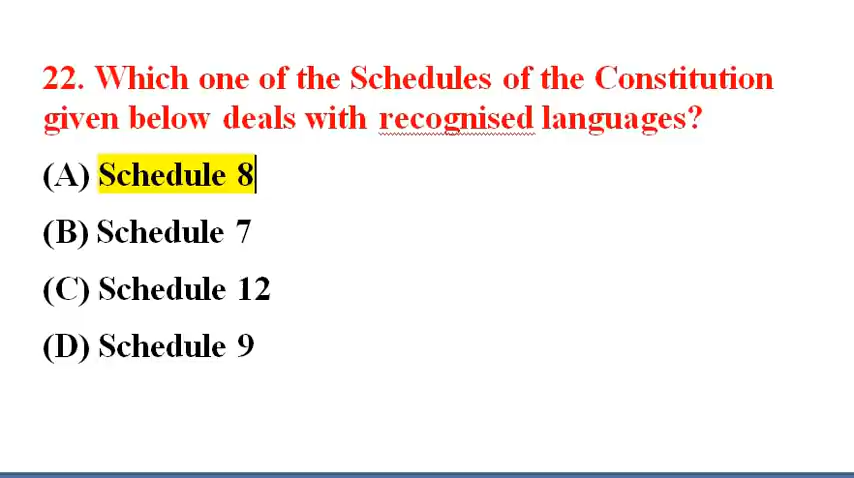 22. Which one of the Schedules of the Constitution
given below deals with recognised languages?
(A) Schedule 8
(B) Schedule 7
(C) Schedule 12
(D) Schedule 9